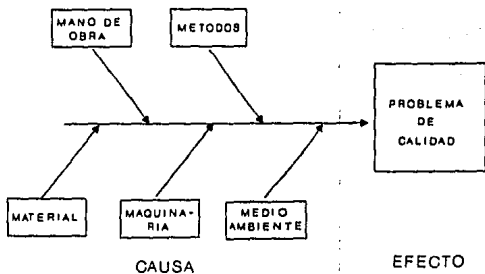 MANO DE
OBRA
METODOS
PROBLEMA
DE
CALIDAD
MATERIAL
MAQUINA-
RIA
MEDIO
AMBIENTE
CAUSA
EFECTO